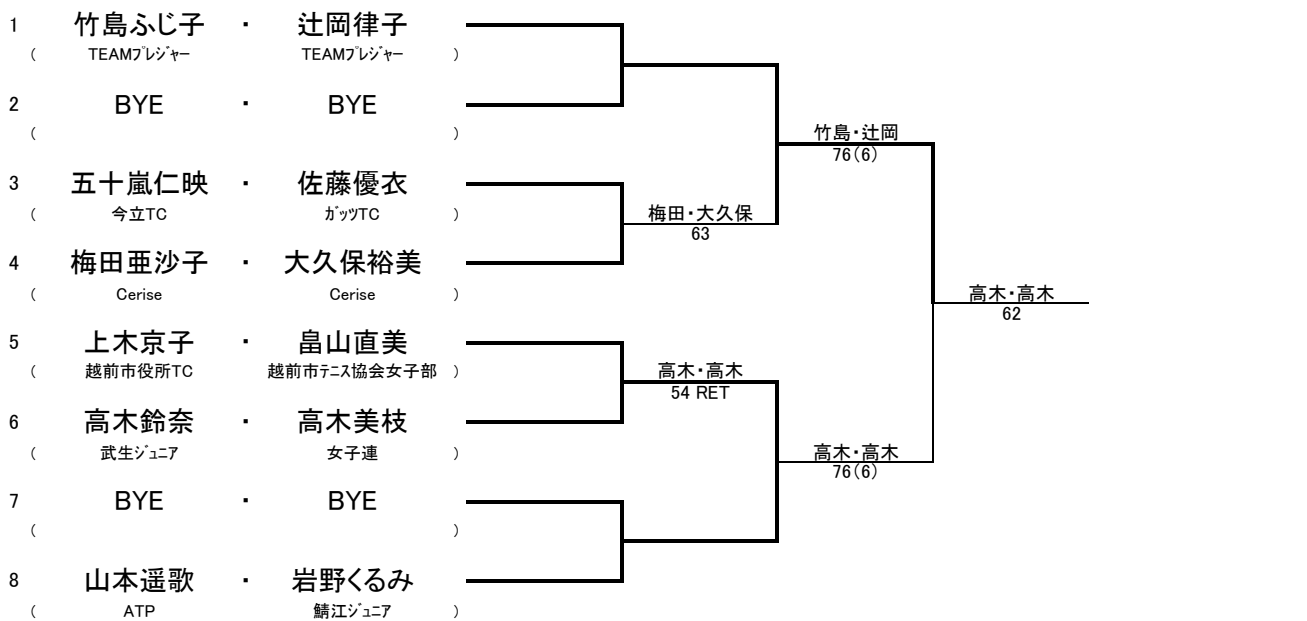 1 竹島ふじ子 ・ 辻岡律子
( TEAMﾌﾟﾚｼﾞｬｰ TEAMﾌﾟﾚｼﾞｬｰ )
2 BYE ・ BYE
( )
竹島・辻岡
76(6)
3 五十嵐仁映 ・ 佐藤優衣
( 今立TC ｶﾞｯﾂTC )
梅田・大久保
63
4 梅田亜沙子 ・ 大久保裕美
( Cerise Cerise )
高木・高木
62
5 上木京子 ・ 畠山直美
( 越前市役所TC 越前市ﾃﾆｽ協会女子部 )
高木・高木
54 RET
6 高木鈴奈 ・ 高木美枝
( 武生ｼﾞｭﾆｱ 女子連 )
高木・高木
76(6)
7 BYE ・ BYE
( )
8 山本遥歌 ・ 岩野くるみ
( ATP 鯖江ｼﾞｭﾆｱ )